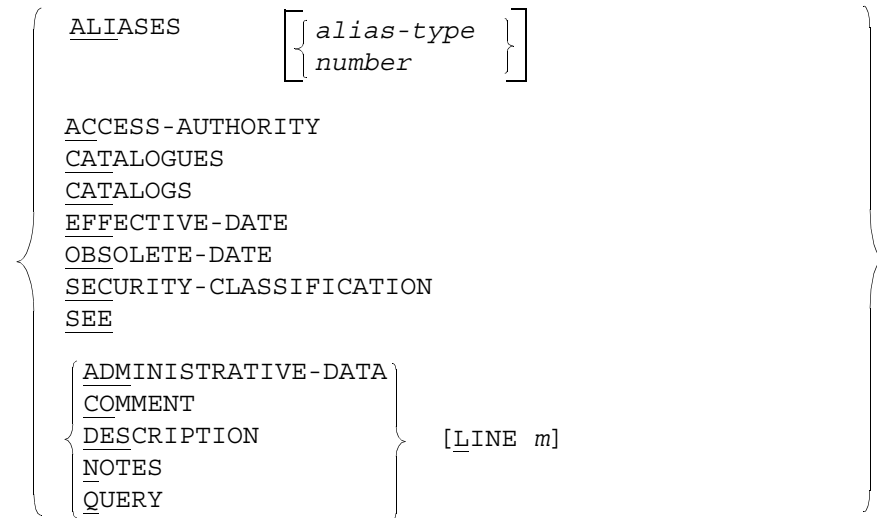 ALIASES alias-type
number
ACCESS-AUTHORITY
CATALOGUES
CATALOGS
EFFECTIVE-DATE
OBSOLETE-DATE
SECURITY-CLASSIFICATION
SEE
ADMINISTRATIVE-DATA
COMMENT
DESCRIPTION [LINE m]
NOTES
QUERY